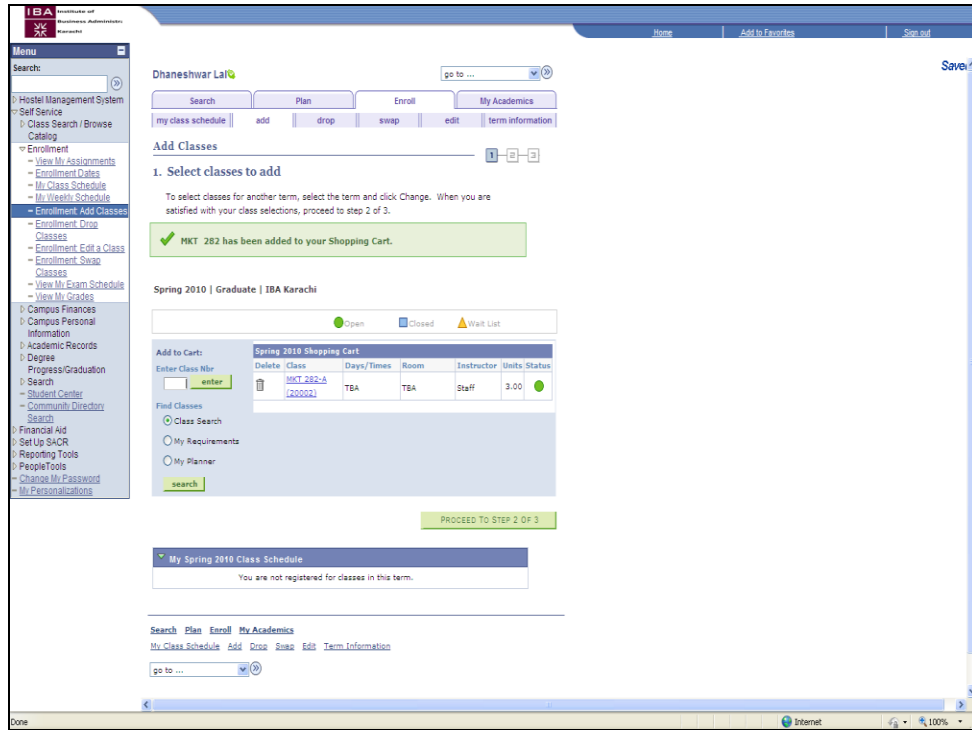 IBA Institute of
Business Administr
Karachi
Home Add to Favorites Sign out
Menu
Search:
Hostel Management System
Self Service
Class Search / Browse
Catalog
Enrollment
View My Assignments
Enrollment Dates
My Class Schedule
My Weekly Schedule
Enrollment: Add Classes
Enrollment: Drop
Classes
Enrollment: Edit a Class
Enrollment: Swap
Classes
View My Exam Schedule
View My Grades
Campus Finances
Campus Personal
Information
Academic Records
Degree
Progress/Graduation
Search
Student Center
Community Directory
Search
Financial Aid
Set Up SACR
Reporting Tools
PeopleTools
Change My Password
My Personalizations
Saved
Dhaneshwar Lal
go to ...
Search Plan Enroll My Academics
my class schedule add drop swap edit term information
Add Classes
1 2 3
1. Select classes to add
To select classes for another term, select the term and click Change. When you are
satisfied with your class selections, proceed to step 2 of 3.
MKT 282 has been added to your Shopping Cart.
Spring 2010 | Graduate | IBA Karachi
Open Closed Wait List
Add to Cart:
Enter Class Nbr
enter
Find Classes
Class Search
My Requirements
My Planner
search
Spring 2010 Shopping Cart
Delete Class Days/Times Room Instructor Units Status
MKT 282-A
(20002) TBA TBA Staff 3.00
PROCEED TO STEP 2 OF 3
My Spring 2010 Class Schedule
You are not registered for classes in this term.
Search Plan Enroll My Academics
My Class Schedule Add Drop Swap Edit Term Information
go to ...
Done Internet 100%